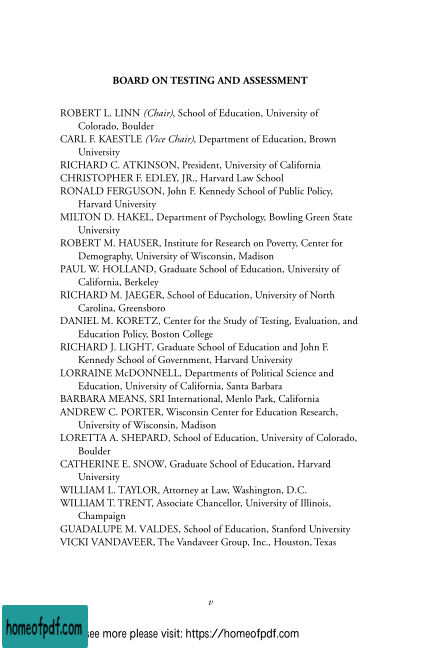 BOARD ON TESTING AND ASSESSMENT
ROBERT L. LINN (Chair), School of Education, University of
Colorado, Boulder
CARL F. KAESTLE (Vice Chair), Department of Education, Brown
University
RICHARD C. ATKINSON, President, University of California
CHRISTOPHER F. EDLEY, JR., Harvard Law School
RONALD FERGUSON, John F. Kennedy School of Public Policy,
Harvard University
MILTON D. HAKEL, Department of Psychology, Bowling Green State
University
ROBERT M. HAUSER, Institute for Research on Poverty, Center for
Demography, University of Wisconsin, Madison
PAUL W. HOLLAND, Graduate School of Education, University of
California, Berkeley
RICHARD M. JAEGER, School of Education, University of North
Carolina, Greensboro
DANIEL M. KORETZ, Center for the Study of Testing, Evaluation, and
Education Policy, Boston College
RICHARD J. LIGHT, Graduate School of Education and John F.
Kennedy School of Government, Harvard University
LORRAINE McDONNELL, Departments of Political Science and
Education, University of California, Santa Barbara
BARBARA MEANS, SRI International, Menlo Park, California
ANDREW C. PORTER, Wisconsin Center for Education Research,
University of Wisconsin, Madison
LORETTA A. SHEPARD, School of Education, University of Colorado,
Boulder
CATHERINE E. SNOW, Graduate School of Education, Harvard
University
WILLIAM L. TAYLOR, Attorney at Law, Washington, D.C.
WILLIAM T. TRENT, Associate Chancellor, University of Illinois,
Champaign
GUADALUPE M. VALDES, School of Education, Stanford University
VICKI VANDAVEER, The Vandaveer Group, Inc., Houston, Texas
v
homeofpdf.com see more please visit: https://homeofpdf.com